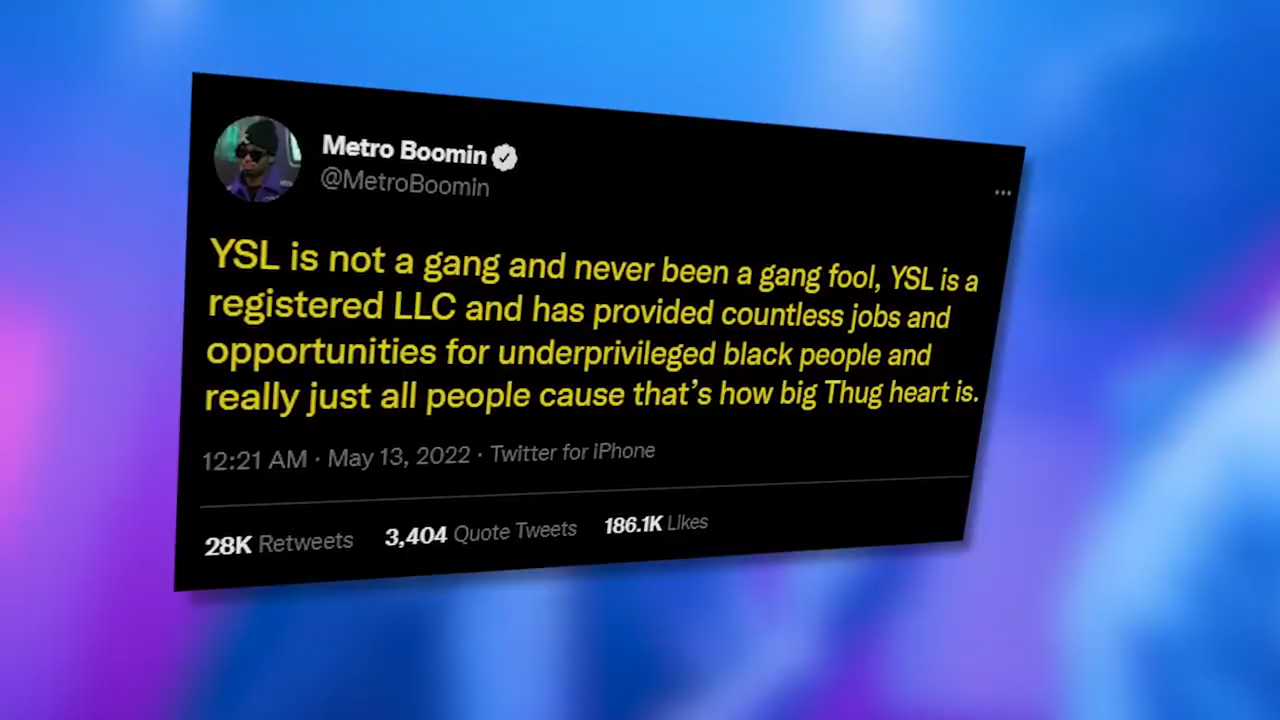 Metro Boomin
@MetroBoomin
YSL is not a gang and never been a gang fool, YSL is a
registered LLC and has provided countless jobs and
opportunities for underprivileged black people and
really just all people cause that’s how big Thug heart is.
12:21 AM · May 13, 2022 · Twitter for iPhone
28K Retweets 3,404 Quote Tweets 186.1K Likes